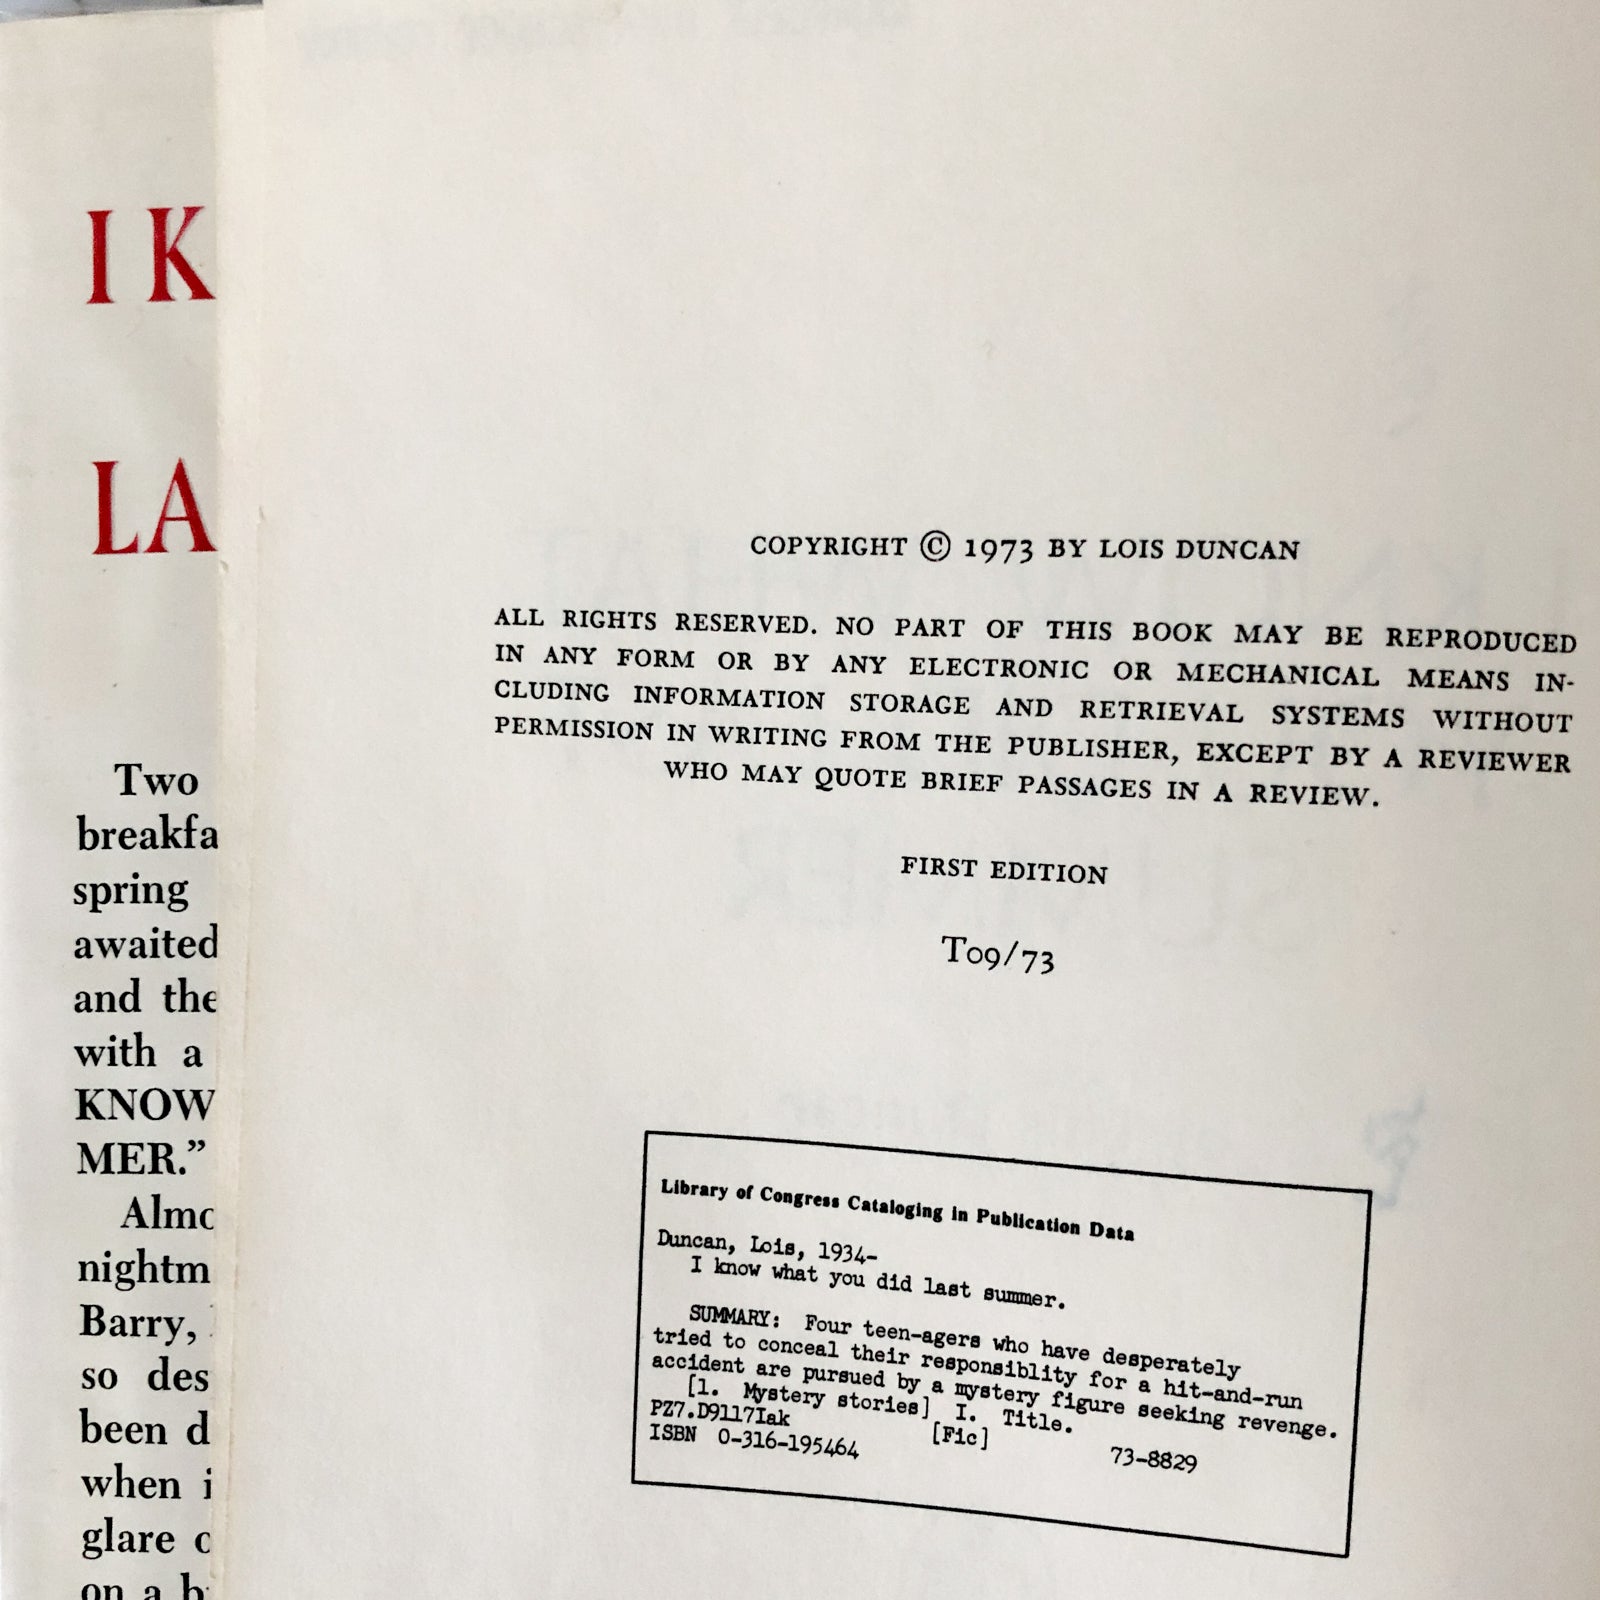 I K
LA
Two
breakfa
spring
awaited
and the
with a
KNOW
MER.”
Almo
nightm
Barry,
so des
been d
when i
glare o
on a b
COPYRIGHT © 1973 BY LOIS DUNCAN
ALL RIGHTS RESERVED. NO PART OF THIS BOOK MAY BE REPRODUCED
IN ANY FORM OR BY ANY ELECTRONIC OR MECHANICAL MEANS IN-
CLUDING INFORMATION STORAGE AND RETRIEVAL SYSTEMS WITHOUT
PERMISSION IN WRITING FROM THE PUBLISHER, EXCEPT BY A REVIEWER
WHO MAY QUOTE BRIEF PASSAGES IN A REVIEW.
FIRST EDITION
T09/73
Library of Congress Cataloging in Publication Data
Duncan, Lois, 1934–
I know what you did last summer.
SUMMARY: Four teen-agers who have desperately
tried to conceal their responsiblity for a hit-and-run
accident are pursued by a mystery figure seeking revenge.
[1. Mystery stories] I. Title.
PZ7.D9117Iak [Fic] 73-8829
ISBN 0-316-195464